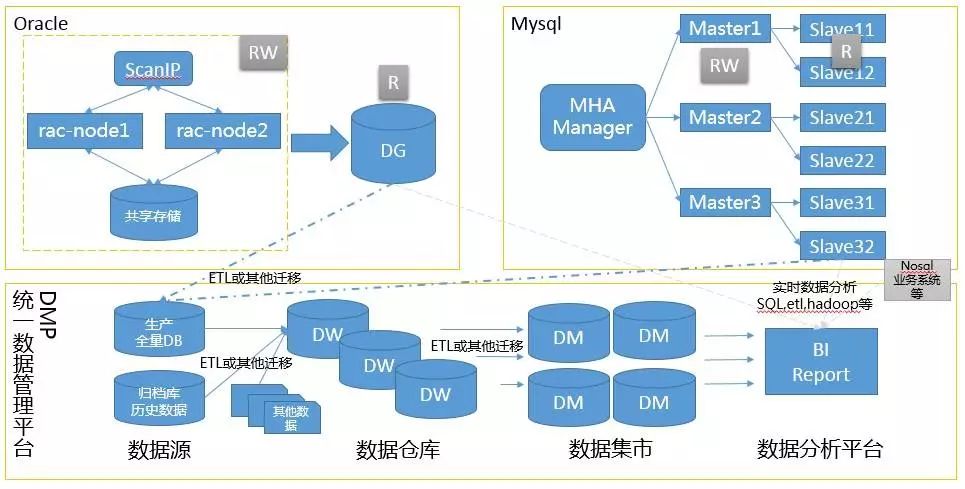 Oracle
RW
ScanIP
rac-node1
rac-node2
共享存储
R
DG
Mysql
MHA
Manager
Master1
RW
Master2
Master3
Slave11
R
Slave12
Slave21
Slave22
Slave31
Slave32
ETL或其他迁移
Nosql
业务系统
等
实时数据分析
SQL,etl,hadoop等
DMP
统一数据管理平台
生产
全量DB
归档库
历史数据
ETL或其他迁移
其他数
据
DW
DW
DW
ETL或其他迁移
DM
DM
DM
DM
BI
Report
数据源
数据仓库
数据集市
数据分析平台